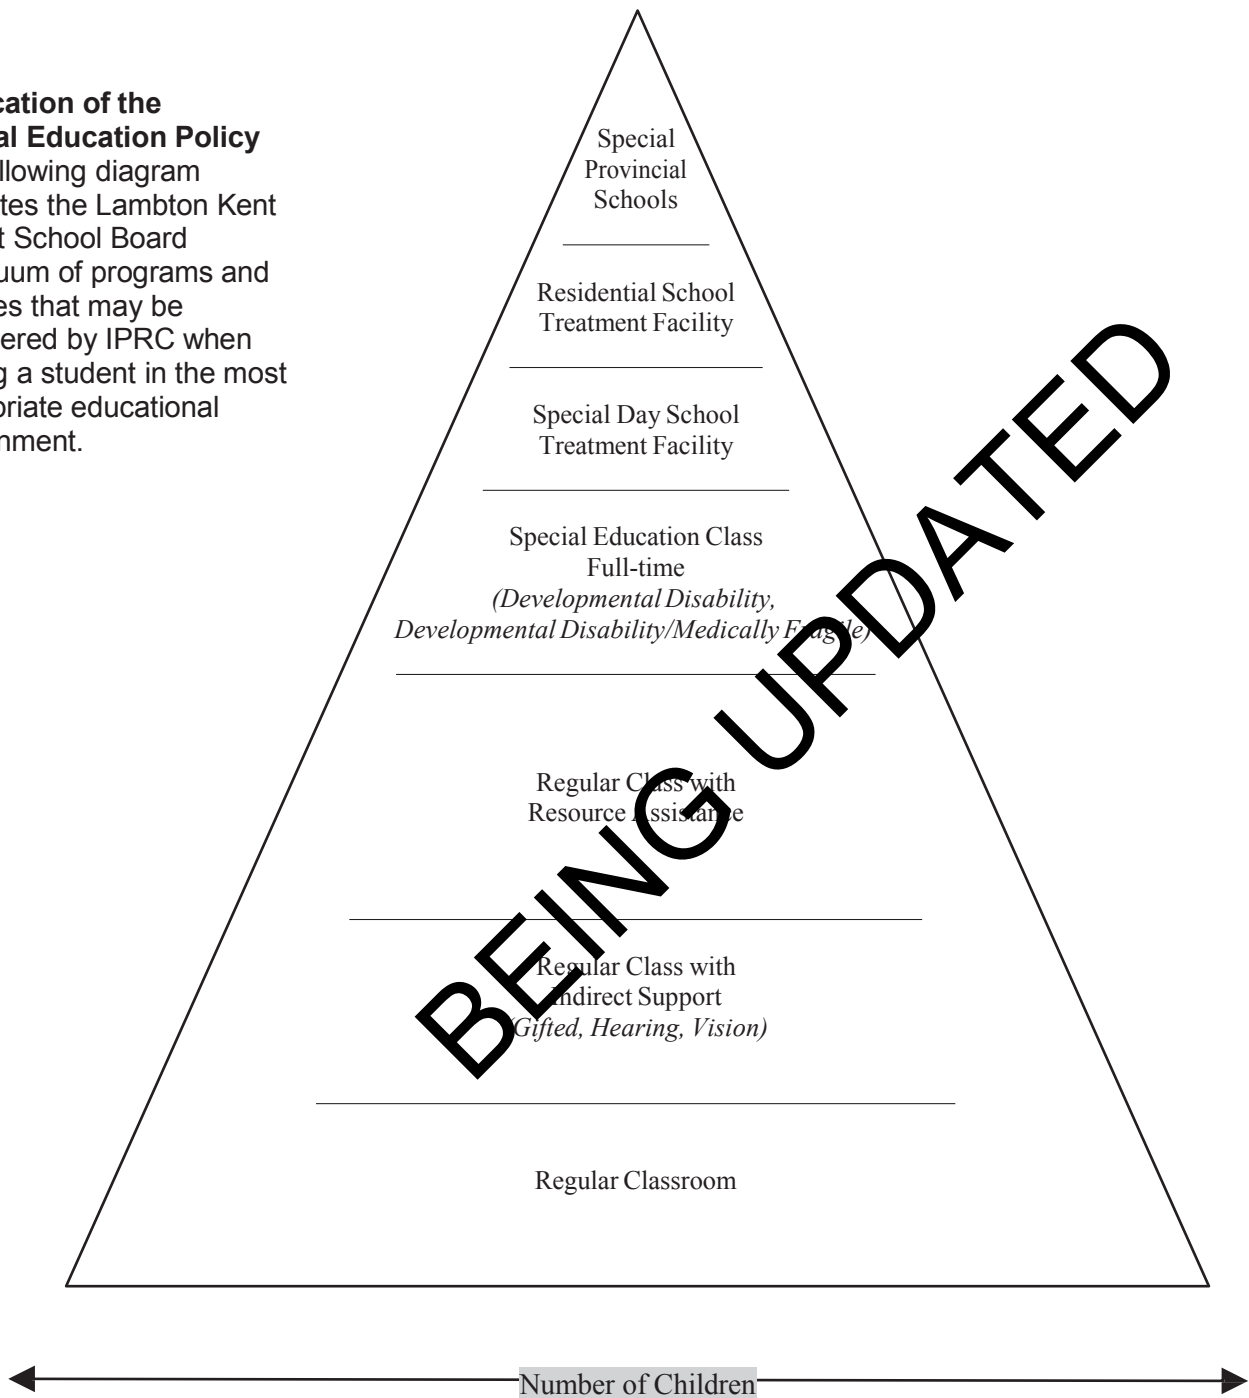 cation of the
al Education Policy
llowing diagram
tes the Lambton Kent
t School Board
uum of programs and
es that may be
ered by IPRC when
g a student in the most
priate educational
nment.
Special
Provincial
Schools
Residential School
Treatment Facility
Special Day School
Treatment Facility
Special Education Class
Full-time
(Developmental Disability,
Developmental Disability/Medically Fragile)
Regular Class with
Resource Assistance
Regular Class with
Indirect Support
(Gifted, Hearing, Vision)
Regular Classroom
BEING UPDATED
Number of Children